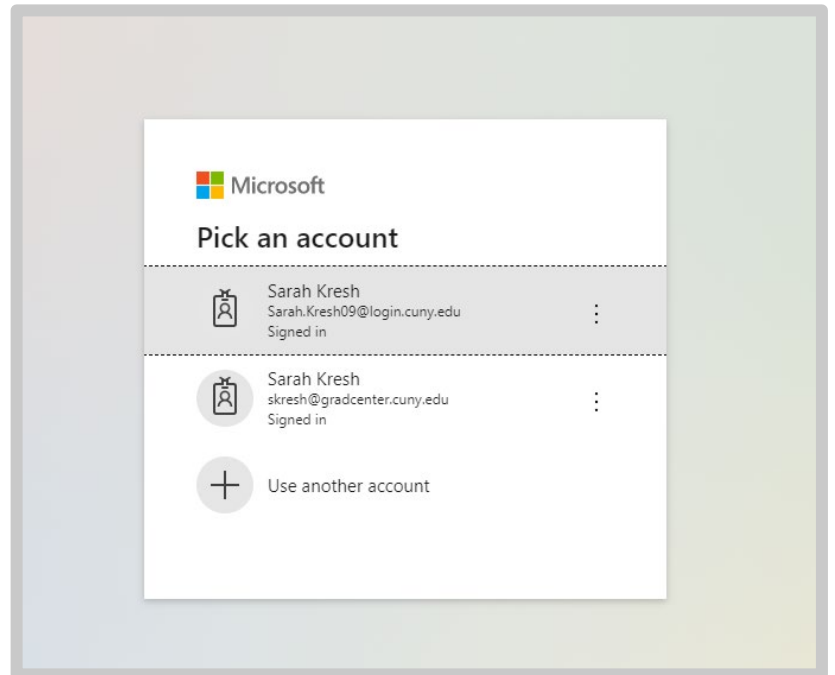 Microsoft
Pick an account
Sarah Kresh
Sarah.Kresh09@login.cuny.edu
Signed in
Sarah Kresh
skresh@gradcenter.cuny.edu
Signed in
Use another account